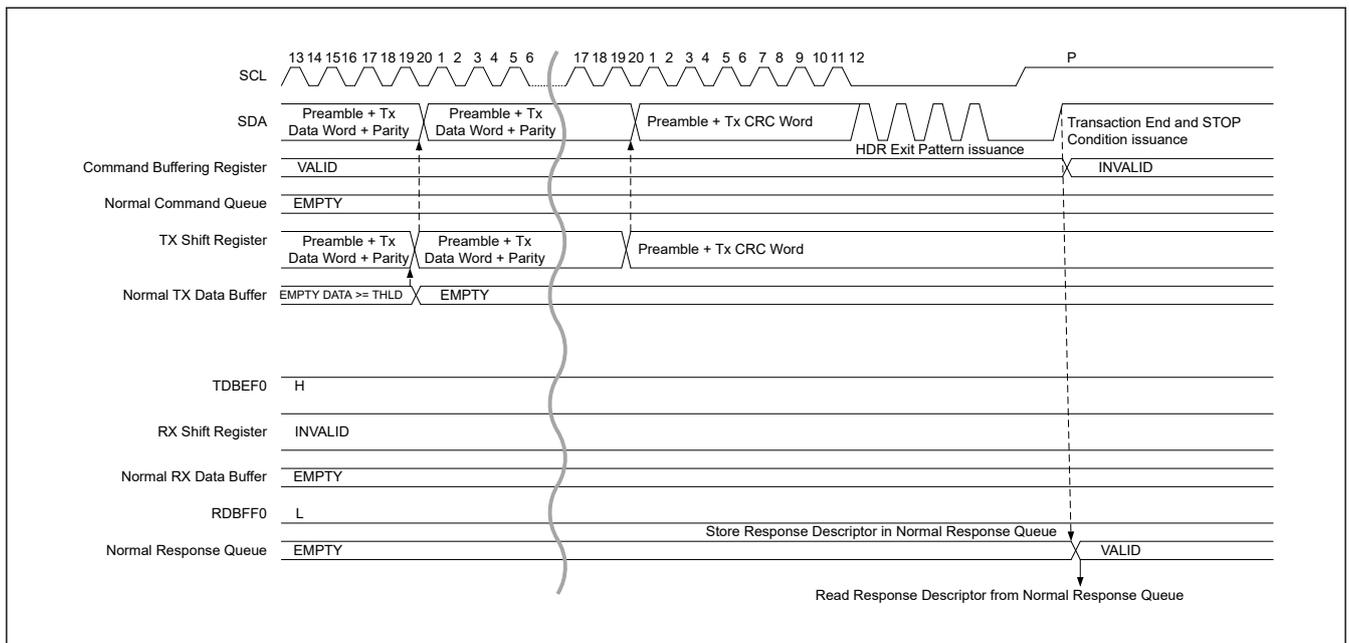 13 14 15 16 17 18 19 20 1 2 3 4 5 6 17 18 19 20 1 2 3 4 5 6 7 8 9 10 11 12 P
SCL
SDA
Preamble + Tx
Data Word + Parity
Preamble + Tx
Data Word + Parity
Preamble + Tx CRC Word
HDR Exit Pattern issuance
Transaction End and STOP
Condition issuance
Command Buffering Register
VALID
INVALID
Normal Command Queue
EMPTY
TX Shift Register
Preamble + Tx
Data Word + Parity
Preamble + Tx
Data Word + Parity
Preamble + Tx CRC Word
Normal TX Data Buffer
EMPTY DATA >= THLD
EMPTY
TDBEF0
H
RX Shift Register
INVALID
Normal RX Data Buffer
EMPTY
RDBFF0
L
Store Response Descriptor in Normal Response Queue
Normal Response Queue
EMPTY
VALID
Read Response Descriptor from Normal Response Queue